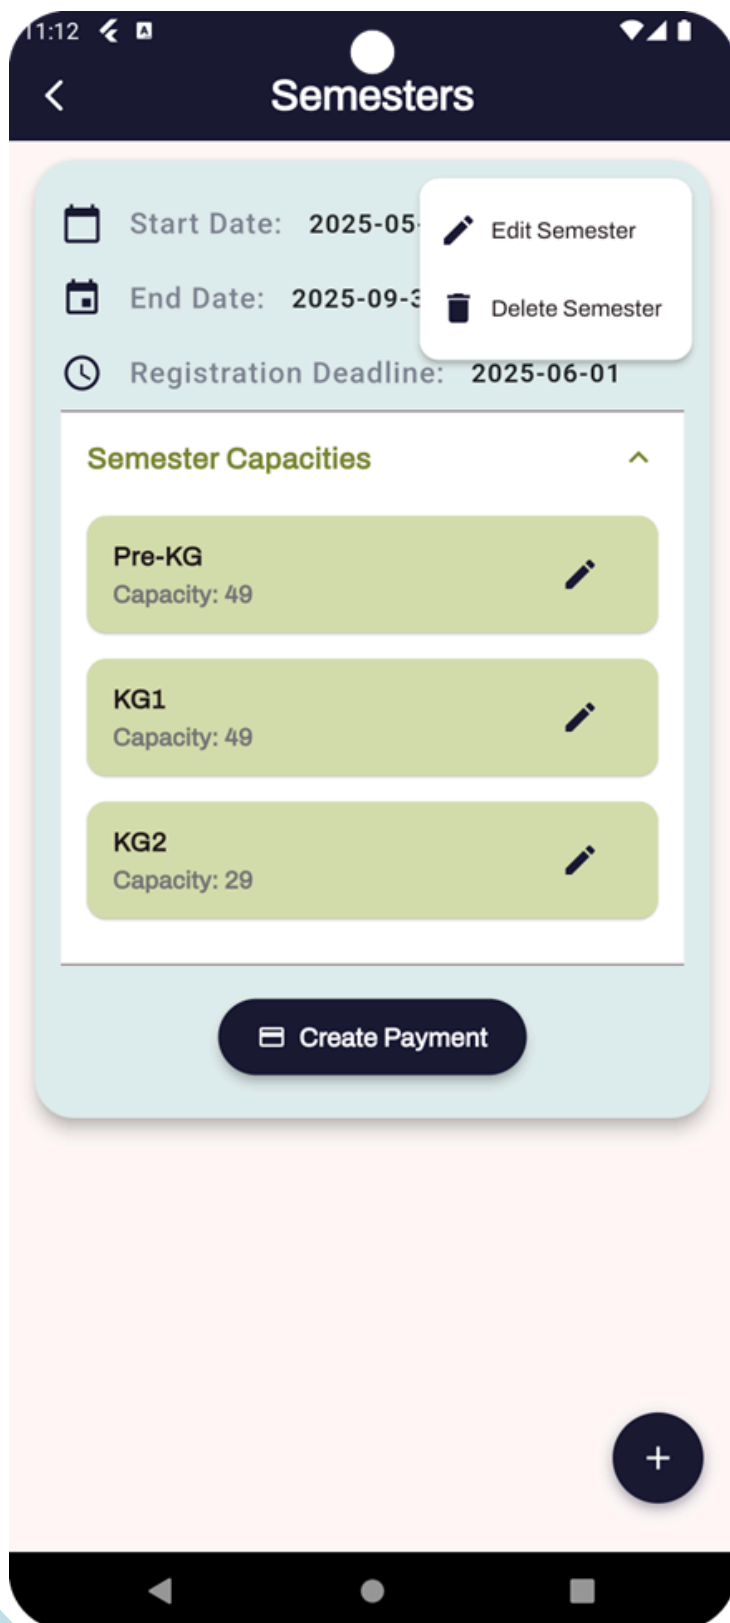 11:12
Semesters
Start Date: 2025-05-
Edit Semester
End Date: 2025-09-3
Delete Semester
Registration Deadline: 2025-06-01
Semester Capacities
Pre-KG
Capacity: 49
KG1
Capacity: 49
KG2
Capacity: 29
Create Payment